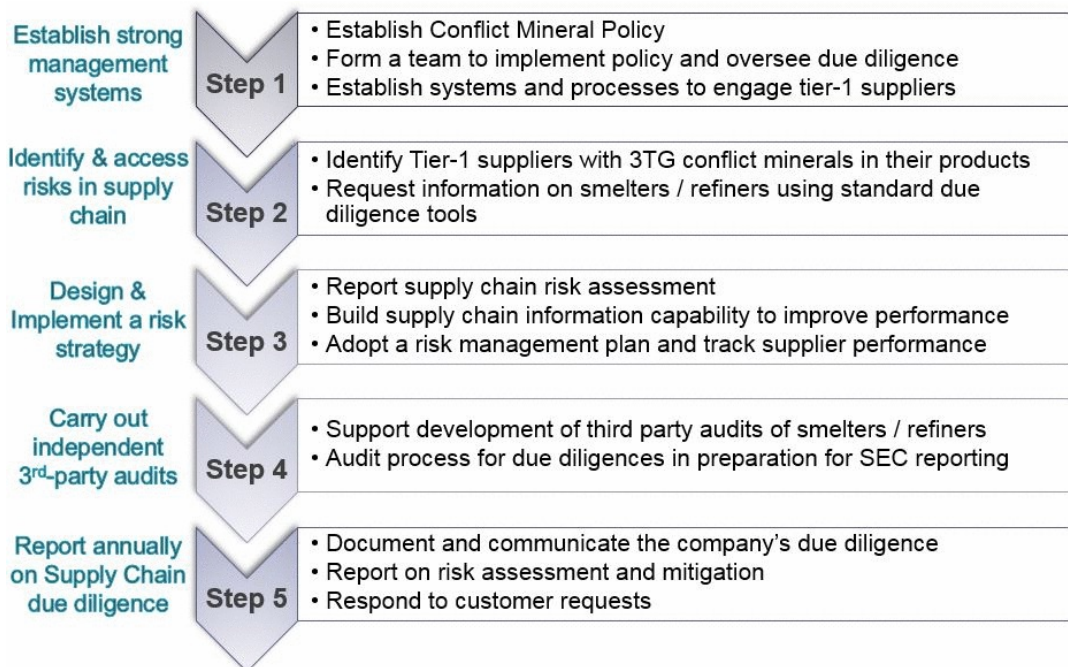 Establish strong
management
systems
Step 1
• Establish Conflict Mineral Policy
• Form a team to implement policy and oversee due diligence
• Establish systems and processes to engage tier-1 suppliers
Identify & access
risks in supply
chain
Step 2
• Identify Tier-1 suppliers with 3TG conflict minerals in their products
• Request information on smelters / refiners using standard due
diligence tools
Design &
Implement a risk
strategy
Step 3
• Report supply chain risk assessment
• Build supply chain information capability to improve performance
• Adopt a risk management plan and track supplier performance
Carry out
independent
3rd-party audits
Step 4
• Support development of third party audits of smelters / refiners
• Audit process for due diligences in preparation for SEC reporting
Report annually
on Supply Chain
due diligence
Step 5
• Document and communicate the company's due diligence
• Report on risk assessment and mitigation
• Respond to customer requests